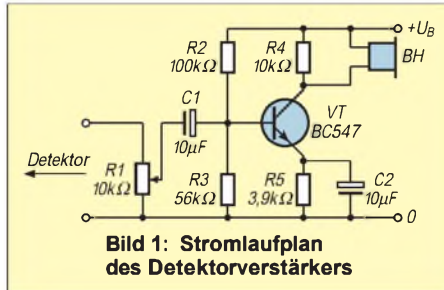 +U_B
R2
100kΩ
R4
10kΩ
BH
C1
10µF
VT
BC547
Detektor
R1
10kΩ
R3
56kΩ
R5
3,9kΩ
C2
10µF
0
Bild 1: Stromlaufplan
des Detektorverstärkers